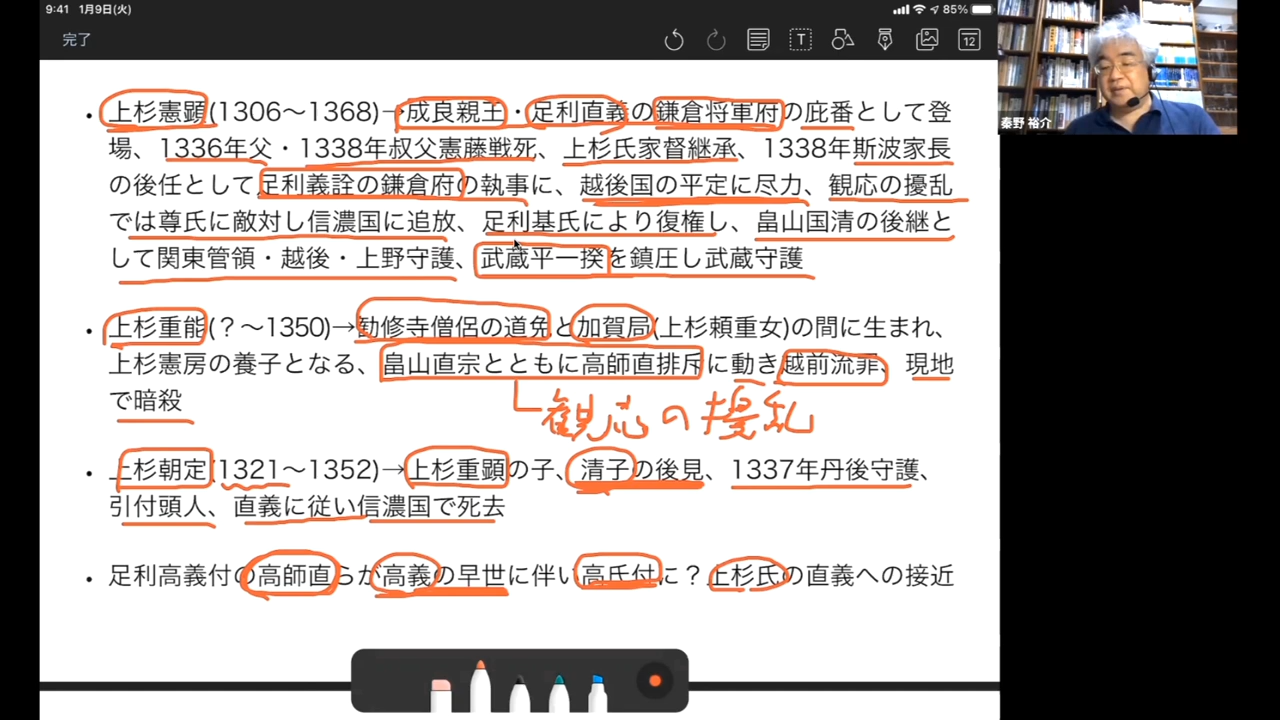 9:41 1月9日(火)
85%
完了
T
12
秦野 裕介
• 上杉憲顕(1306〜1368)→成良親王・足利直義の鎌倉将軍府の庇番として登
場、1336年父・1338年叔父憲藤戦死、上杉氏家督継承、1338年斯波家長
の後任として足利義詮の鎌倉府の執事に、越後国の平定に尽力、観応の擾乱
では尊氏に敵対し信濃国に追放、足利基氏により復権し、畠山国清の後継と
して関東管領・越後・上野守護、武蔵平一揆を鎮圧し武蔵守護
• 上杉重能(？〜1350)→勧修寺僧侶の道免と加賀局(上杉頼重女)の間に生まれ、
上杉憲房の養子となる、畠山直宗とともに高師直排斥に動き越前流罪、現地
で暗殺
観応の擾乱
• 上杉朝定(1321〜1352)→上杉重顕の子、清子の後見、1337年丹後守護、
引付頭人、直義に従い信濃国で死去
• 足利高義付の高師直らが高義の早世に伴い高氏付に？上杉氏の直義への接近